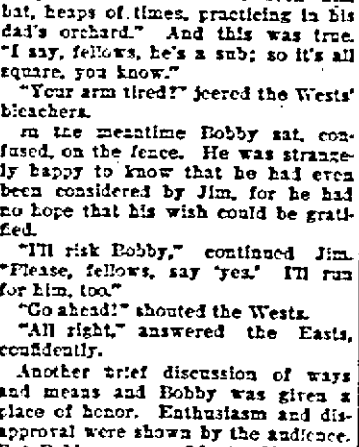 bat, heaps of times, practicing in his
dad's orchard." And this was true.
"I say, fellows, he's a sub; so it's all
square, you know."
"Your arm tired?" jeered the Wests'
bleachers.
In the meantime Bobby sat, con-
fused, on the fence. He was strange-
ly happy to know that he had even
been considered by Jim, for he had
no hope that his wish could be grati-
fied.
"I'll risk Bobby," continued Jim.
"Please, fellows, say 'yes.' I'll run
for him, too."
"Go ahead!" shouted the Wests.
"All right," answered the Easts,
confidently.
Another brief discussion of ways
and means and Bobby was given a
place of honor. Enthusiasm and dis-
approval were shown by the audience.